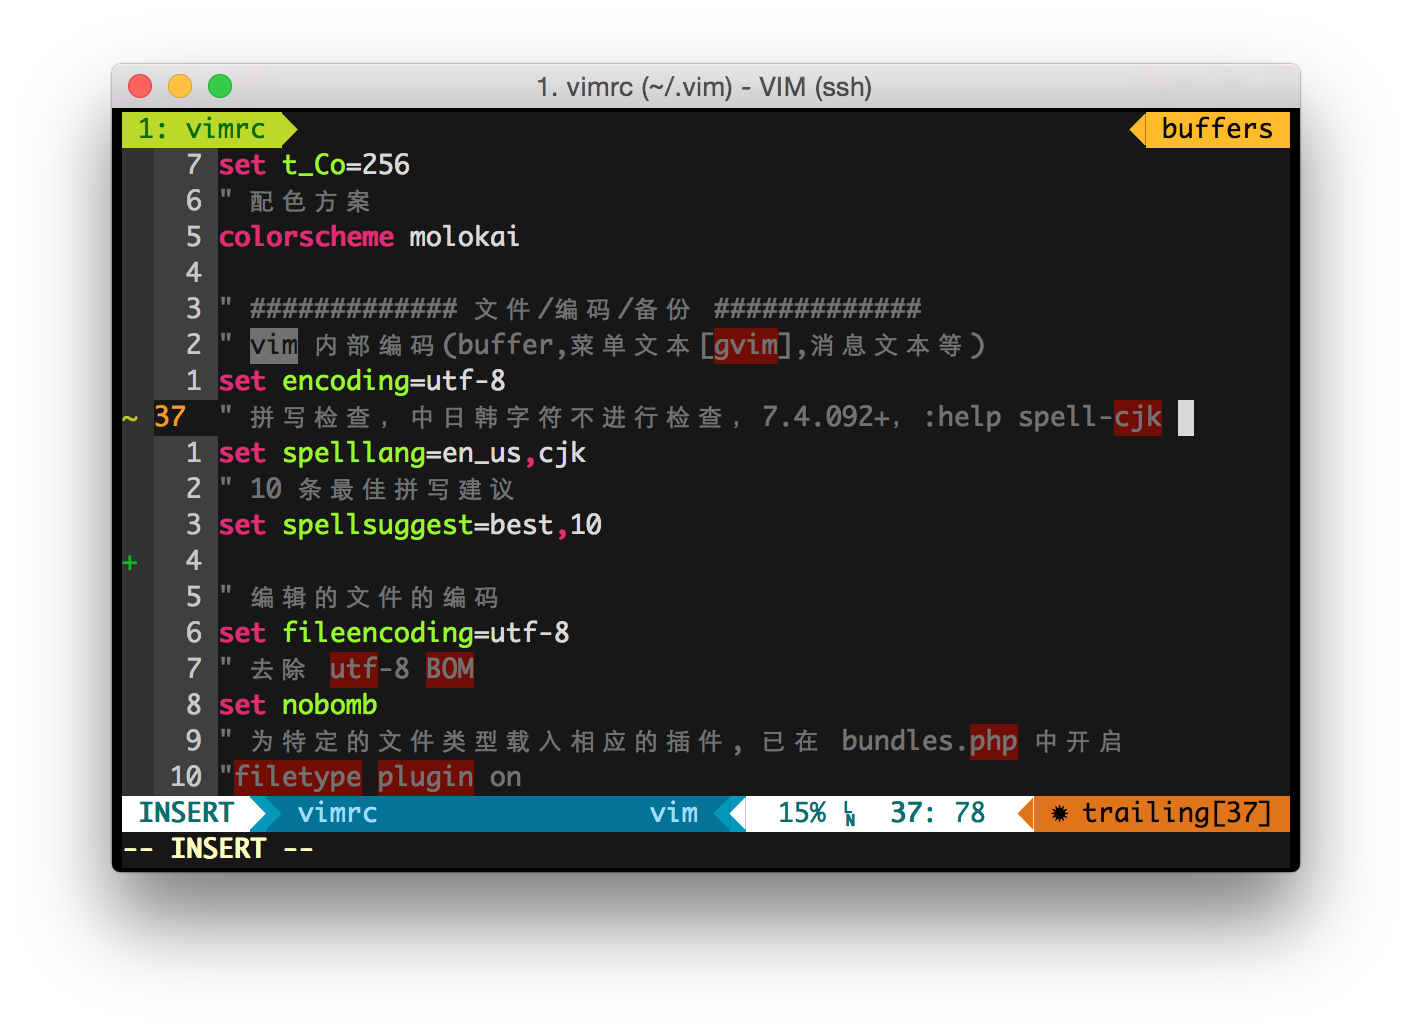 1. vimrc (~/.vim) - VIM (ssh)
1: vimrc buffers
7 set t_Co=256
6 " 配色方案
5 colorscheme molokai
4
3 " ############# 文件/编码/备份 #############
2 " vim 内部编码(buffer,菜单文本[gvim],消息文本等)
1 set encoding=utf-8
~ 37 " 拼写检查，中日韩字符不进行检查，7.4.092+，:help spell-cjk
1 set spelllang=en_us,cjk
2 " 10 条最佳拼写建议
3 set spellsuggest=best,10
+ 4
5 " 编辑的文件的编码
6 set fileencoding=utf-8
7 " 去除 utf-8 BOM
8 set nobomb
9 " 为特定的文件类型载入相应的插件，已在 bundles.php 中开启
10 "filetype plugin on
INSERT vimrc vim 15% LN 37: 78 ✹ trailing[37]
-- INSERT --